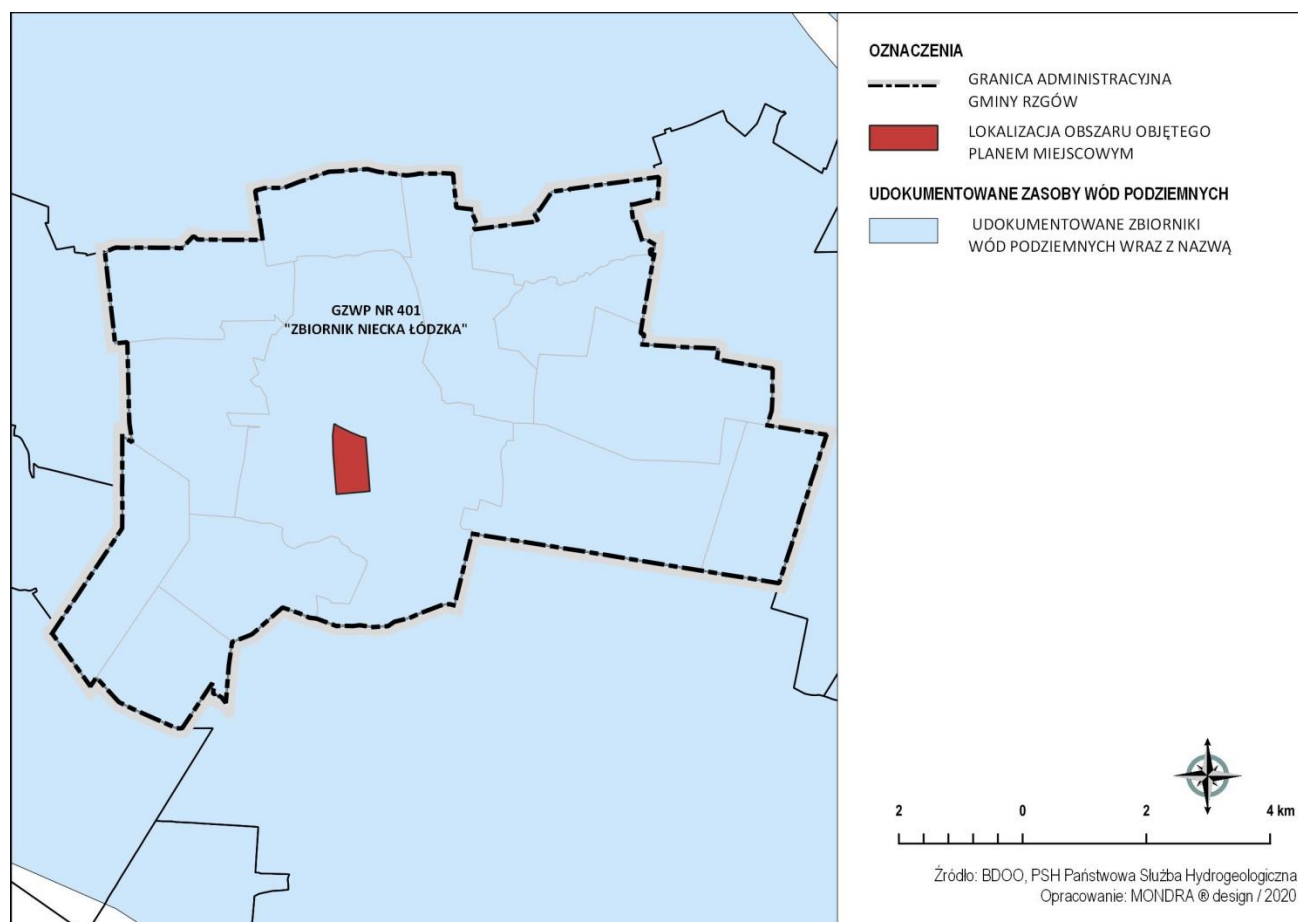 GZWP NR 401
"ZBIORNIK NIECKA ŁÓDZKA"
OZNACZENIA
GRANICA ADMINISTRACYJNA
GMINY RZGÓW
LOKALIZACJA OBSZARU OBJĘTEGO
PLANEM MIEJSCOWYM
UDOKUMENTOWANE ZASOBY WÓD PODZIEMNYCH
UDOKUMENTOWANE ZBIORNIKI
WÓD PODZIEMNYCH WRAZ Z NAZWĄ
2 0 2 4 km
Źródło: BDOO, PSH Państwowa Służba Hydrogeologiczna
Opracowanie: MONDRA ® design / 2020